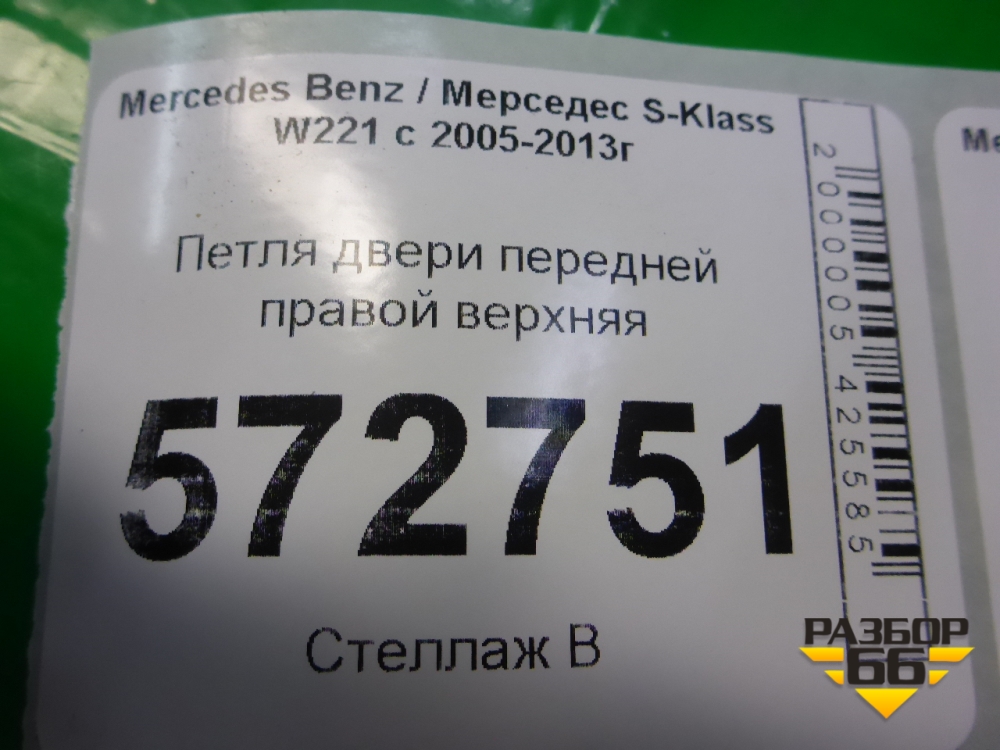 Mercedes Benz / Мерседес S-Klass
W221 с 2005-2013г
Петля двери передней
правой верхняя
572751
Стеллаж В
2000005425585
РАЗБОР
66